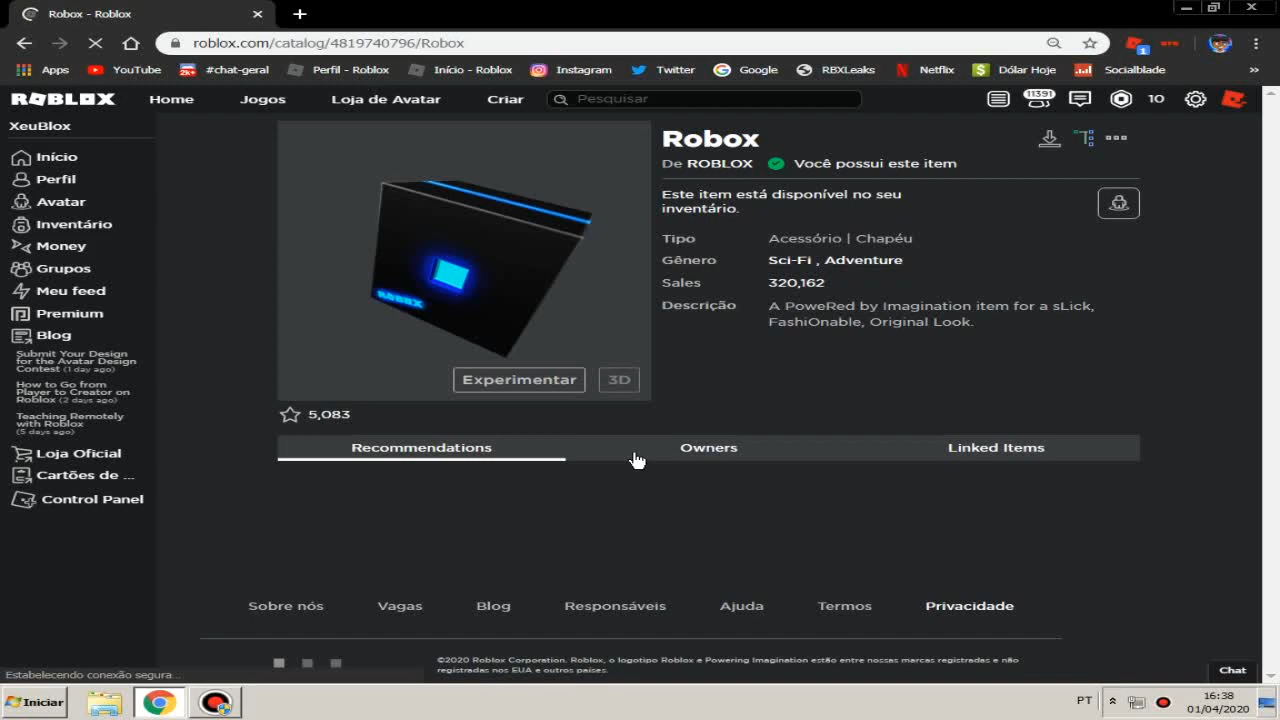 Robox - Roblox
roblox.com/catalog/4819740796/Robox
1
Apps
YouTube
2k+
#chat-geral
Perfil - Roblox
Início - Roblox
Instagram
Twitter
Google
RBXLeaks
Netflix
Dólar Hoje
Socialblade
»
ROBLOX
Home
Jogos
Loja de Avatar
Criar
Pesquisar
11391
10
XeuBlox
Início
Perfil
Avatar
Inventário
Money
Grupos
Meu feed
Premium
Blog
Submit Your Design
for the Avatar Design
Contest (1 day ago)
How to Go from
Player to Creator on
Roblox (2 days ago)
Teaching Remotely
with Roblox
(5 days ago)
Loja Oficial
Cartões de ...
Control Panel
ROBOX
Experimentar
3D
5,083
Robox
De ROBLOX Você possui este item
Este item está disponível no seu
inventário.
Tipo Acessório | Chapéu
Gênero Sci-Fi , Adventure
Sales 320,162
Descrição A PoweRed by Imagination item for a sLick,
FashiOnable, Original Look.
Recommendations
Owners
Linked Items
Sobre nós
Vagas
Blog
Responsáveis
Ajuda
Termos
Privacidade
©2020 Roblox Corporation. Roblox, o logotipo Roblox e Powering Imagination estão entre nossas marcas registradas e não
registradas nos EUA e outros países.
Chat
Estabelecendo conexão segura...
Iniciar
PT
16:38
01/04/2020